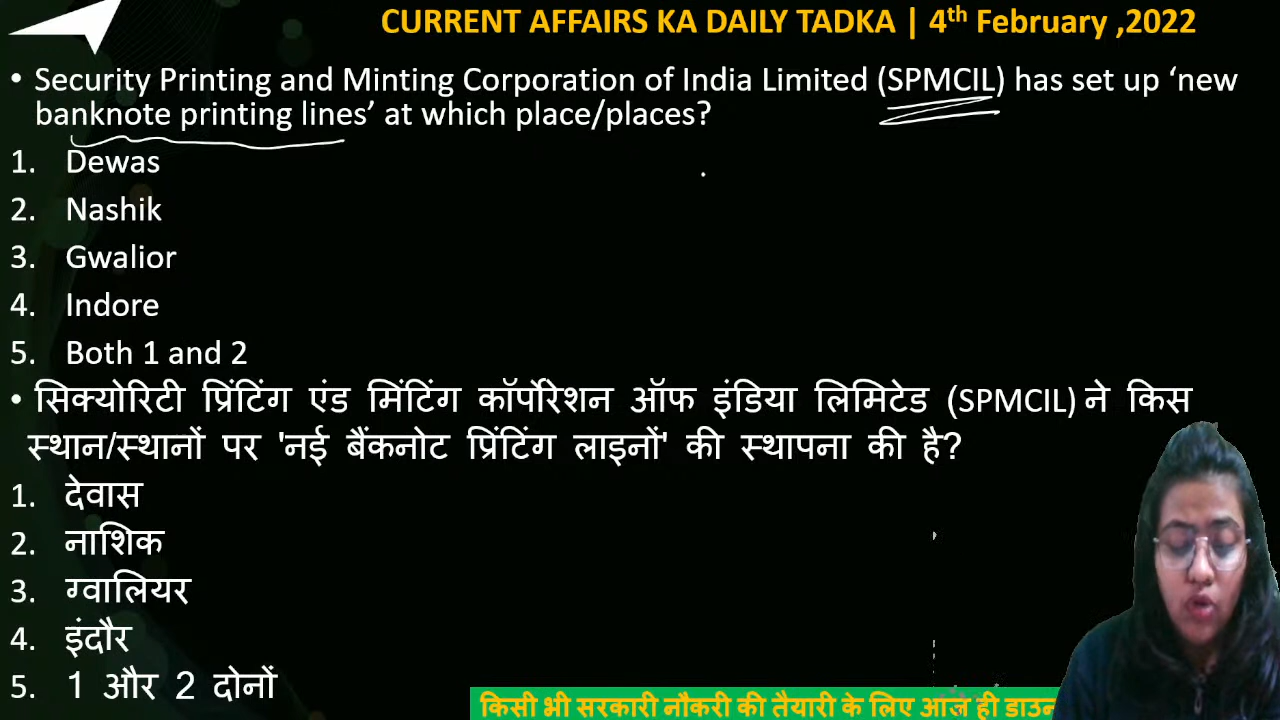 CURRENT AFFAIRS KA DAILY TADKA | 4th February ,2022
• Security Printing and Minting Corporation of India Limited (SPMCIL) has set up ‘new
banknote printing lines’ at which place/places?
1. Dewas
2. Nashik
3. Gwalior
4. Indore
5. Both 1 and 2
• सिक्योरिटी प्रिंटिंग एंड मिंटिंग कॉर्पोरेशन ऑफ इंडिया लिमिटेड (SPMCIL) ने किस
स्थान/स्थानों पर 'नई बैंकनोट प्रिंटिंग लाइनों' की स्थापना की है?
1. देवास
2. नाशिक
3. ग्वालियर
4. इंदौर
5. 1 और 2 दोनों
किसी भी सरकारी नौकरी की तैयारी के लिए आज ही